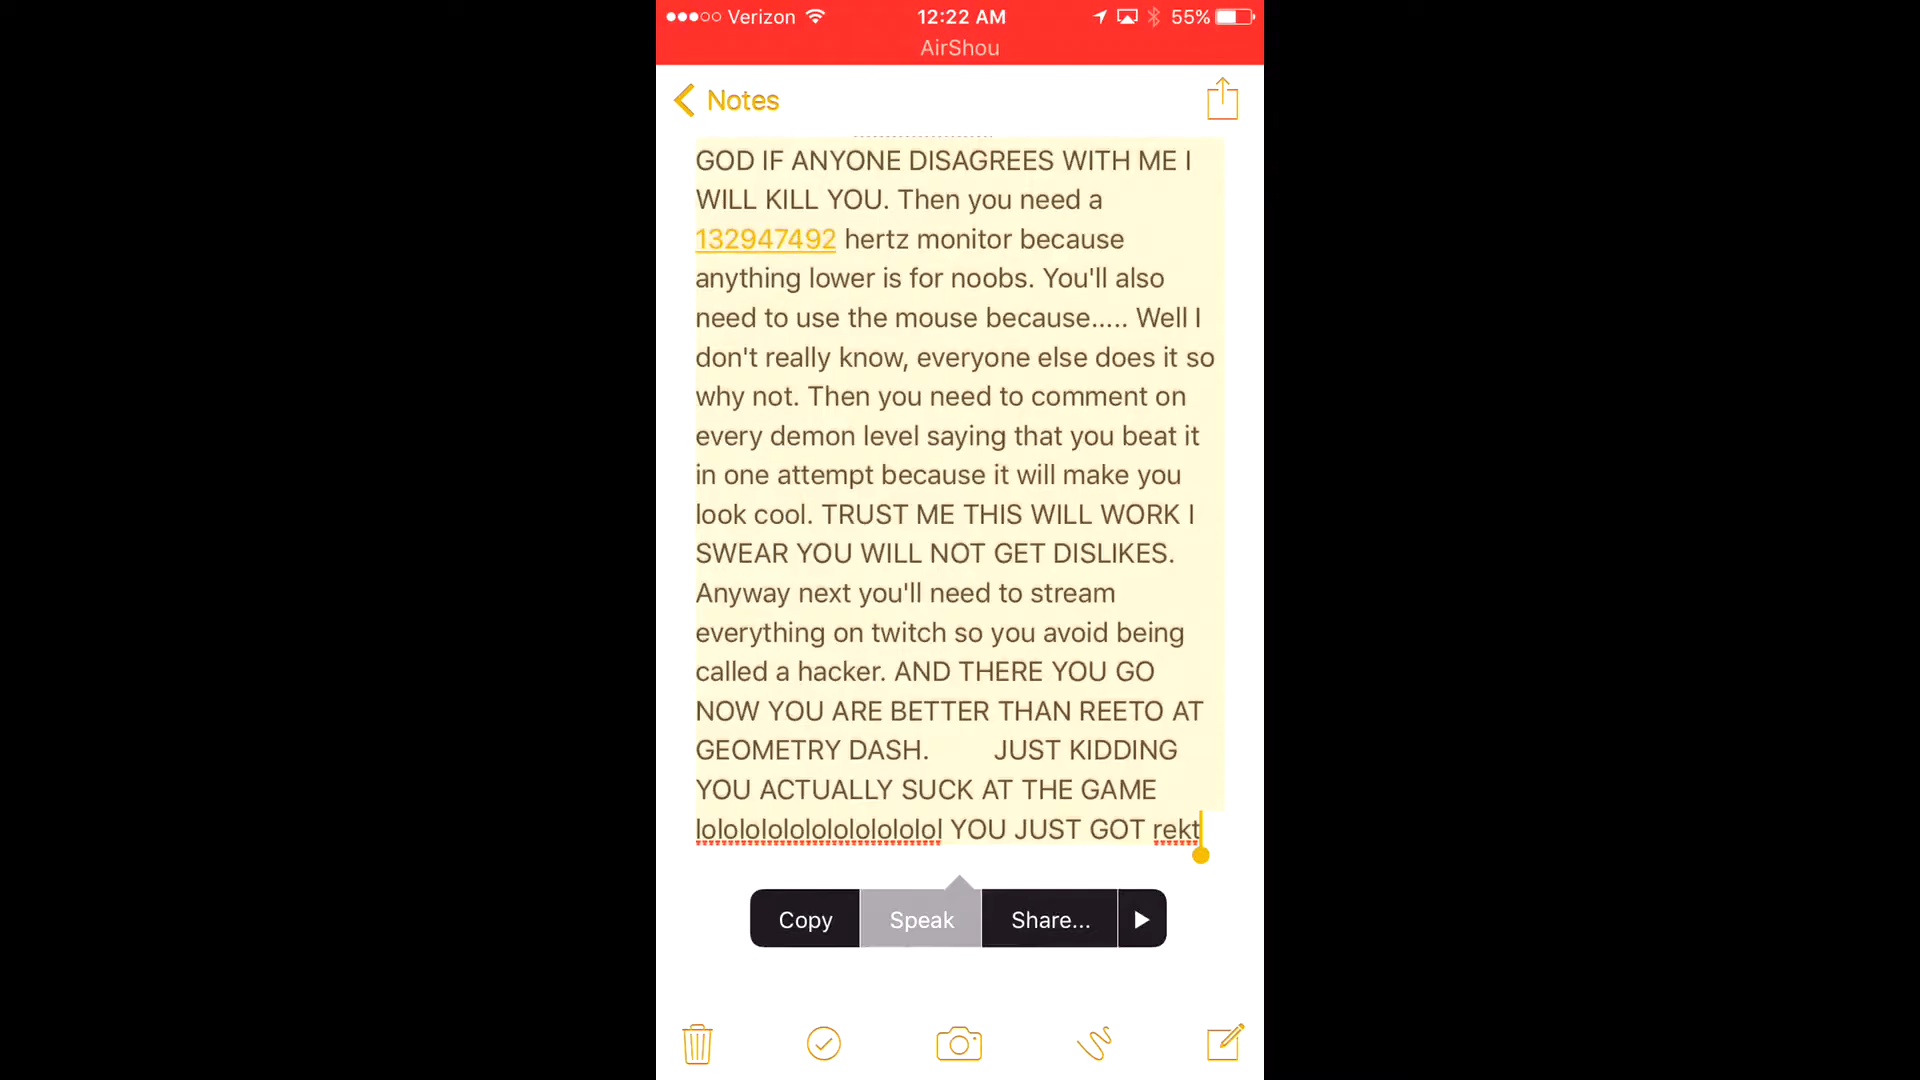 Verizon 12:22 AM 55%
AirShou
Notes
GOD IF ANYONE DISAGREES WITH ME I
WILL KILL YOU. Then you need a
132947492 hertz monitor because
anything lower is for noobs. You'll also
need to use the mouse because..... Well I
don't really know, everyone else does it so
why not. Then you need to comment on
every demon level saying that you beat it
in one attempt because it will make you
look cool. TRUST ME THIS WILL WORK I
SWEAR YOU WILL NOT GET DISLIKES.
Anyway next you'll need to stream
everything on twitch so you avoid being
called a hacker. AND THERE YOU GO
NOW YOU ARE BETTER THAN REETO AT
GEOMETRY DASH. JUST KIDDING
YOU ACTUALLY SUCK AT THE GAME
lolololololololololololol YOU JUST GOT rekt
Copy Speak Share...